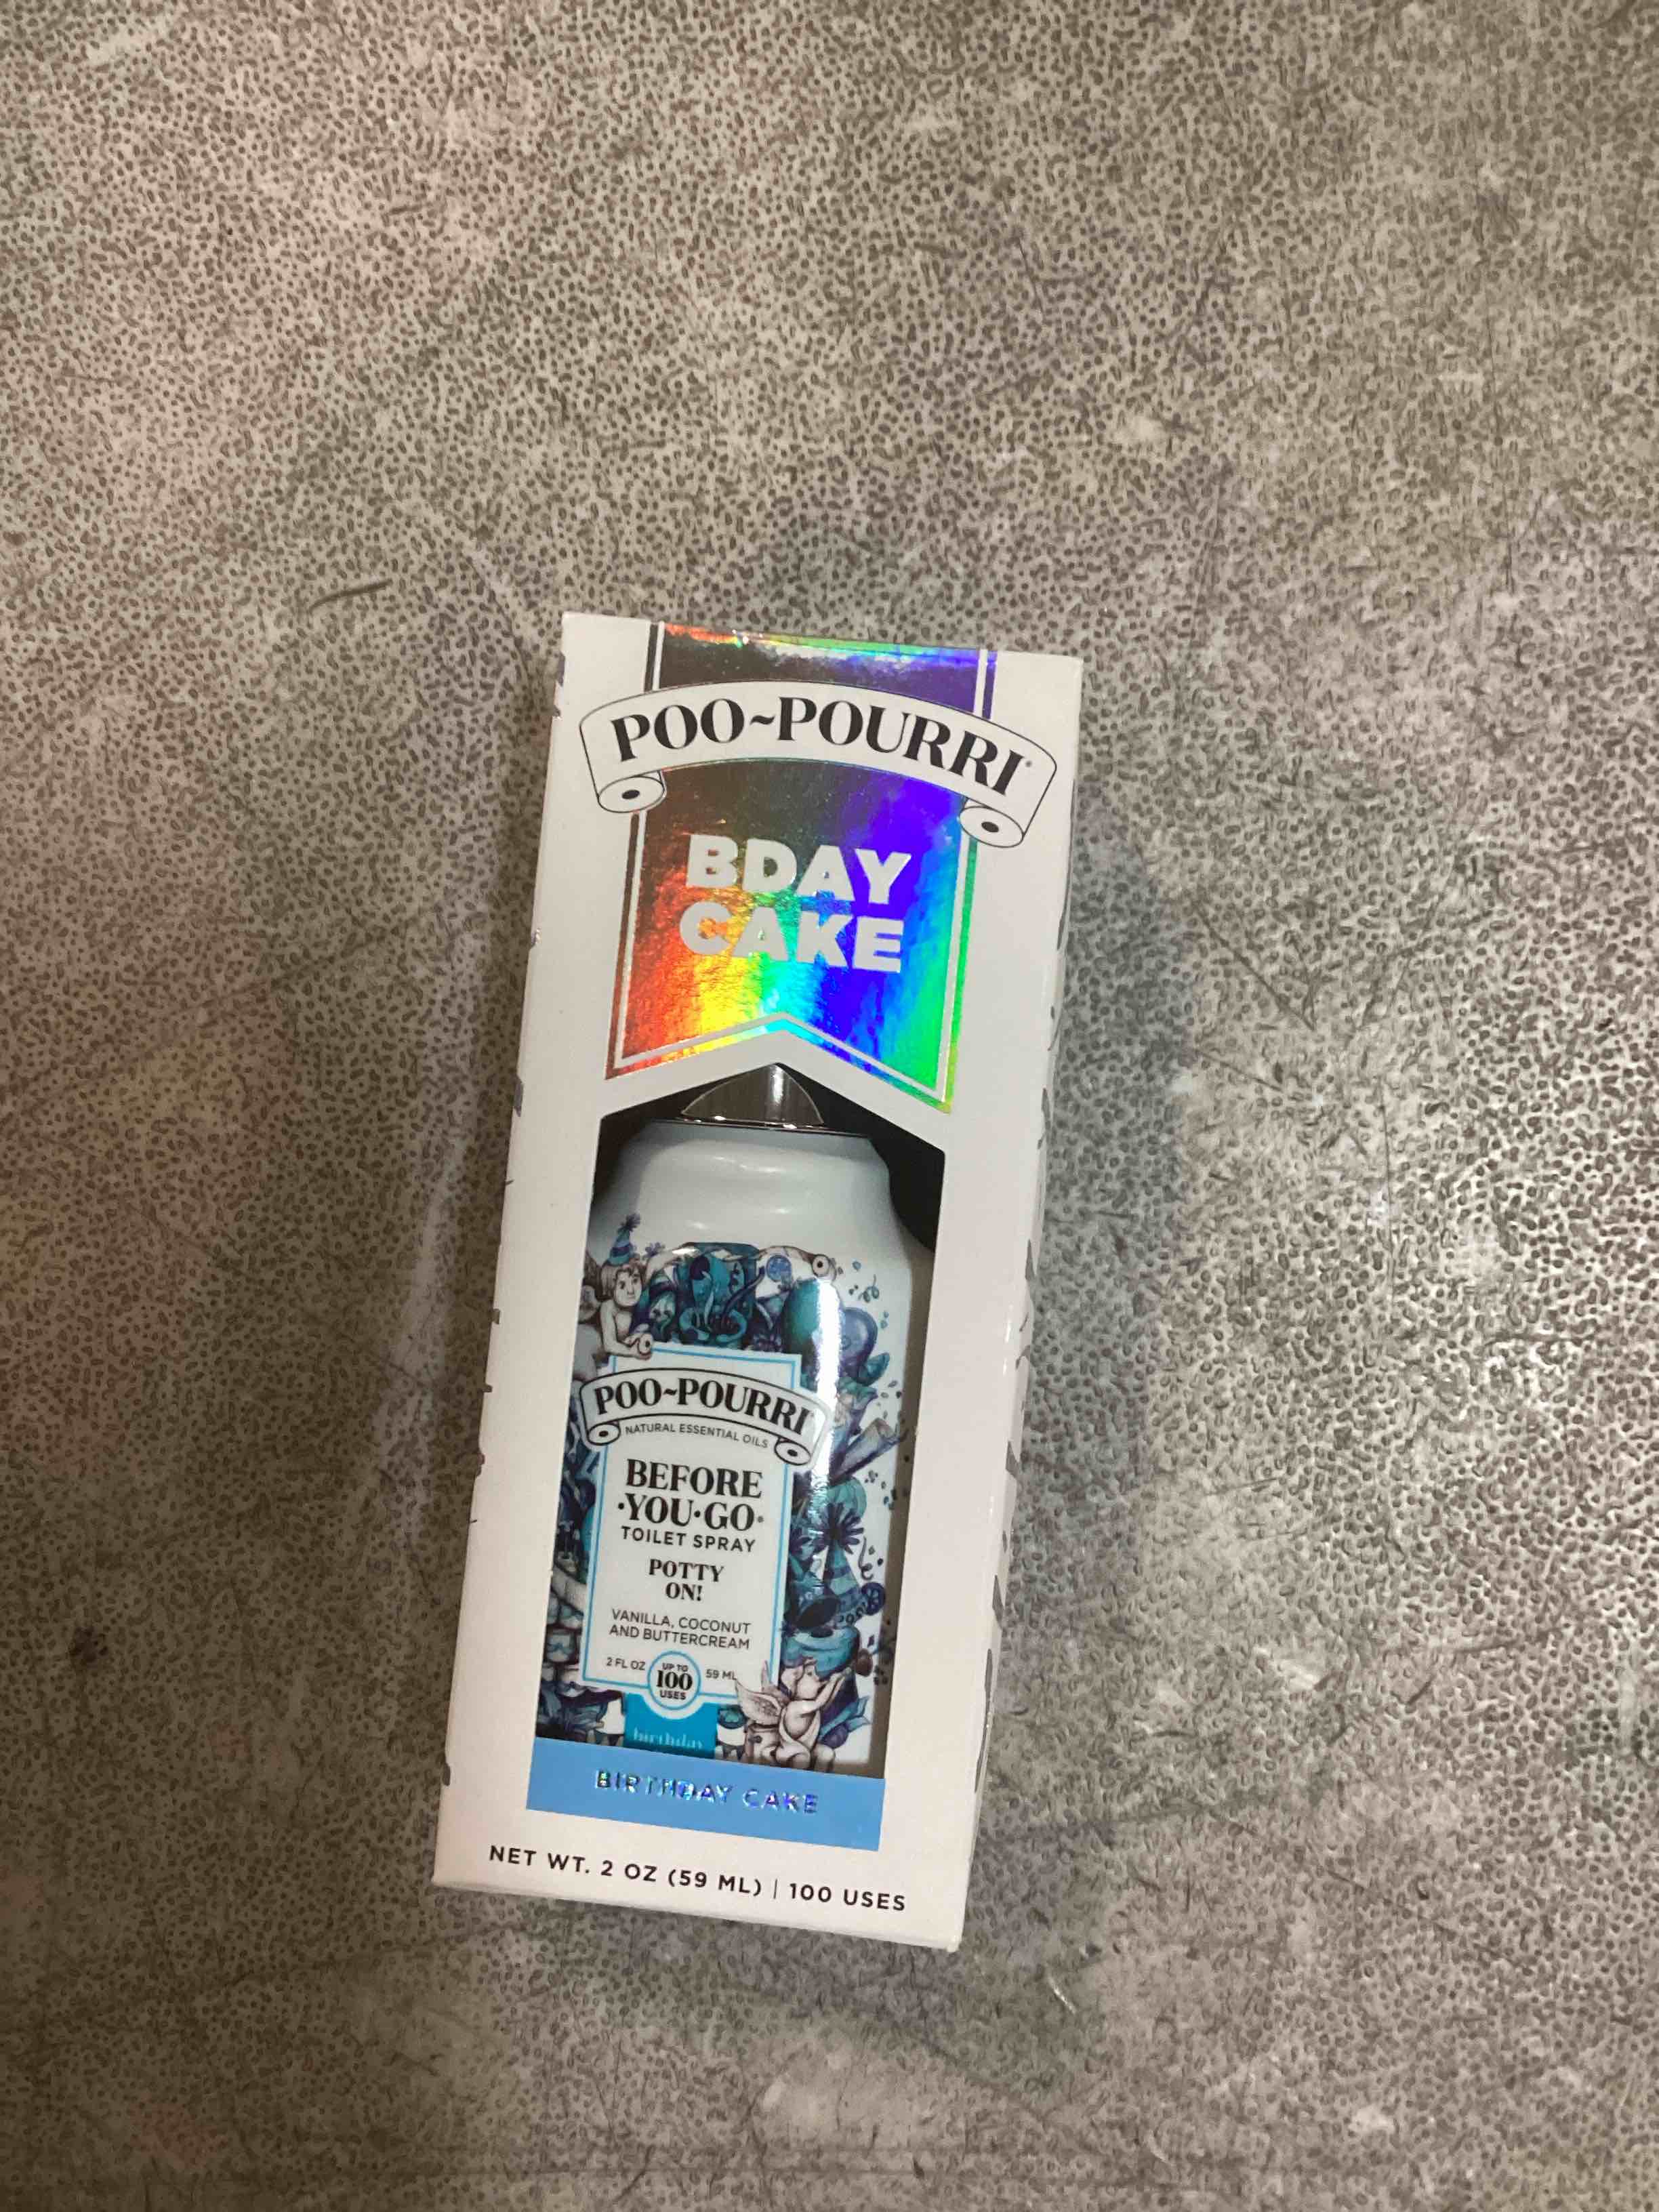 POO~POURRI®
BDAY
CAKE
POO~POURRI
NATURAL ESSENTIAL OILS
BEFORE
·YOU·GO®
TOILET SPRAY
POTTY
ON!
VANILLA, COCONUT
AND BUTTERCREAM
2 FL OZ UP TO 100 USES 59 ML
birthday
BIRTHDAY CAKE
NET WT. 2 OZ (59 ML) | 100 USES